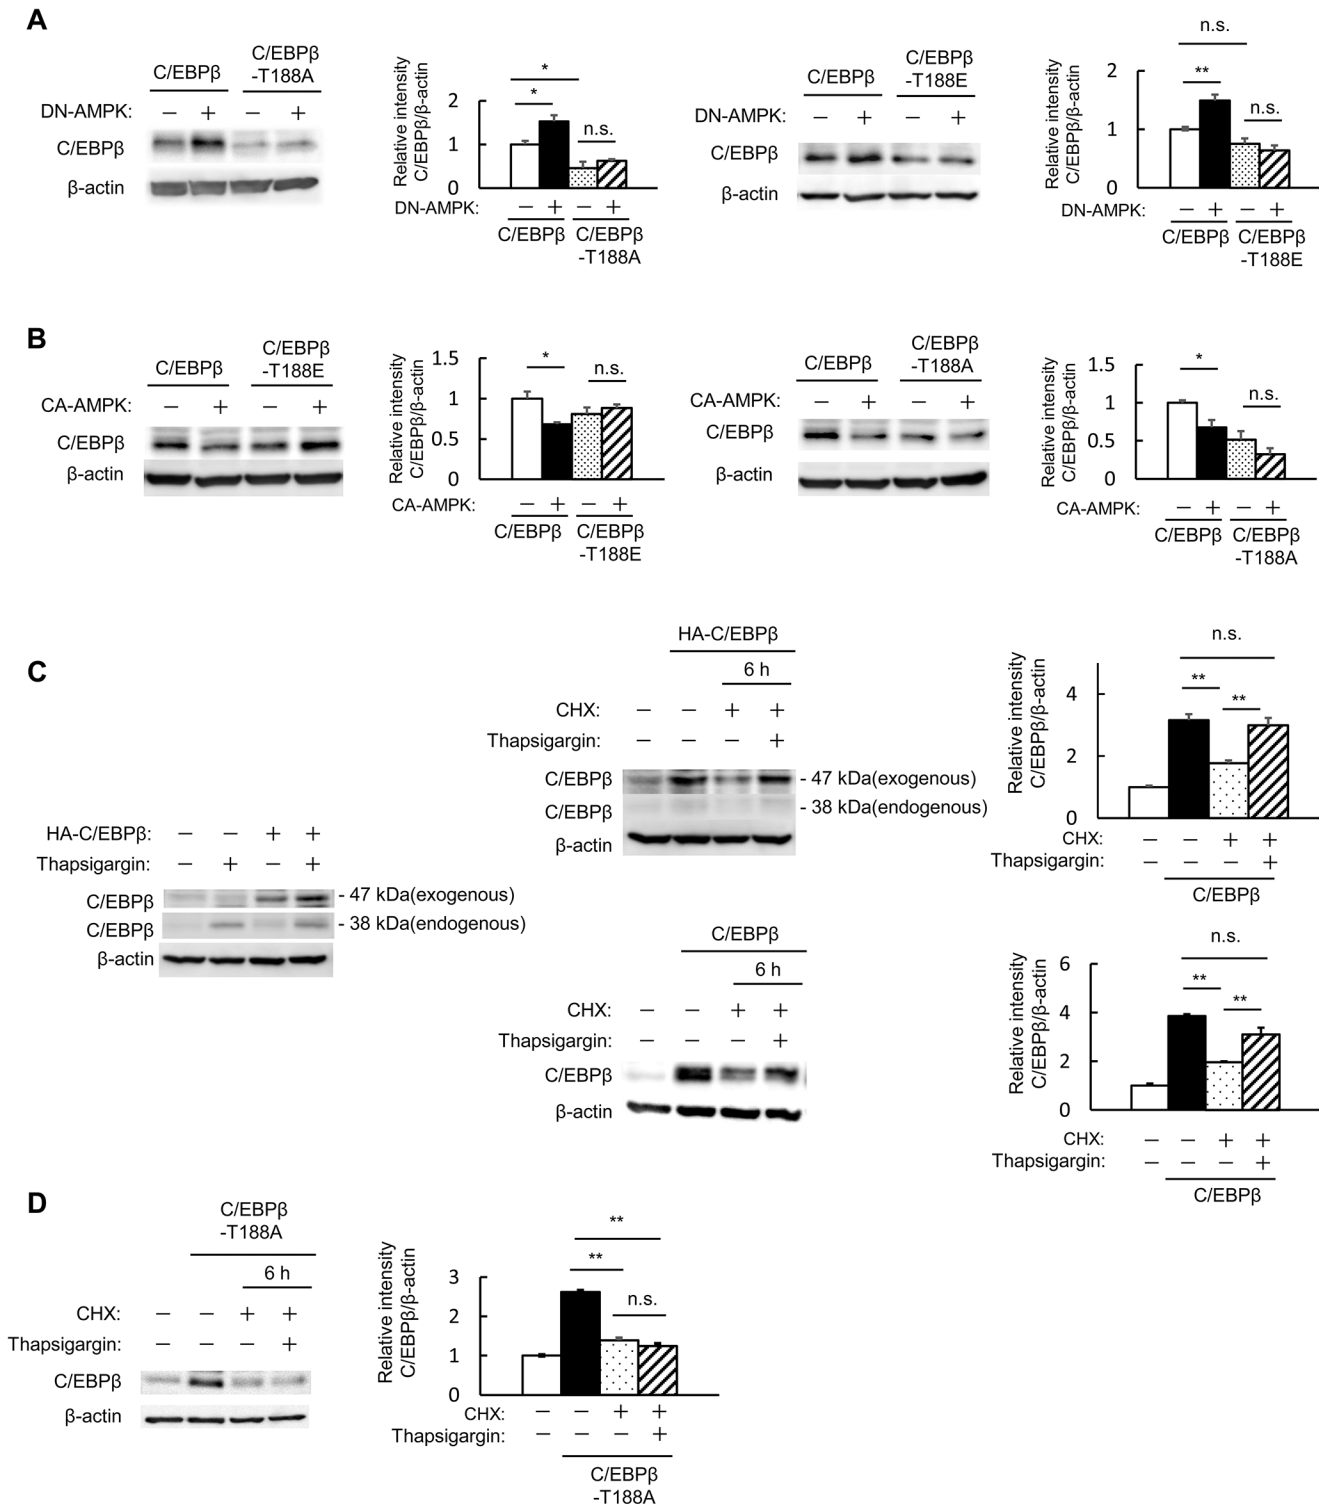 A
C/EBPβ
C/EBPβ
-T188A
DN-AMPK: − + − +
C/EBPβ
β-actin
Relative intensity
C/EBPβ/β-actin
2
1
0
*
*
n.s.
DN-AMPK: − + − +
C/EBPβ C/EBPβ
-T188A
C/EBPβ
C/EBPβ
-T188E
DN-AMPK: − + − +
C/EBPβ
β-actin
Relative intensity
C/EBPβ/β-actin
2
1
0
n.s.
**
n.s.
DN-AMPK: − + − +
C/EBPβ C/EBPβ
-T188E
B
C/EBPβ
C/EBPβ
-T188E
CA-AMPK: − + − +
C/EBPβ
β-actin
Relative intensity
C/EBPβ/β-actin
1.5
1
0.5
0
*
n.s.
CA-AMPK: − + − +
C/EBPβ C/EBPβ
-T188E
C/EBPβ
C/EBPβ
-T188A
CA-AMPK: − + − +
C/EBPβ
β-actin
Relative intensity
C/EBPβ/β-actin
1.5
1
0.5
0
*
n.s.
CA-AMPK: − + − +
C/EBPβ C/EBPβ
-T188A
C
HA-C/EBPβ: − − + +
Thapsigargin: − + − +
C/EBPβ - 47 kDa(exogenous)
C/EBPβ - 38 kDa(endogenous)
β-actin
HA-C/EBPβ
6 h
CHX: − − + +
Thapsigargin: − − − +
C/EBPβ - 47 kDa(exogenous)
C/EBPβ - 38 kDa(endogenous)
β-actin
Relative intensity
C/EBPβ/β-actin
4
2
0
n.s.
**
**
CHX: − − + +
Thapsigargin: − − − +
C/EBPβ
C/EBPβ
6 h
CHX: − − + +
Thapsigargin: − − − +
C/EBPβ
β-actin
Relative intensity
C/EBPβ/β-actin
6
4
2
0
n.s.
**
**
CHX: − − + +
Thapsigargin: − − − +
C/EBPβ
D
C/EBPβ
-T188A
6 h
CHX: − − + +
Thapsigargin: − − − +
C/EBPβ
β-actin
Relative intensity
C/EBPβ/β-actin
3
2
1
0
**
**
n.s.
CHX: − − + +
Thapsigargin: − − − +
C/EBPβ
-T188A